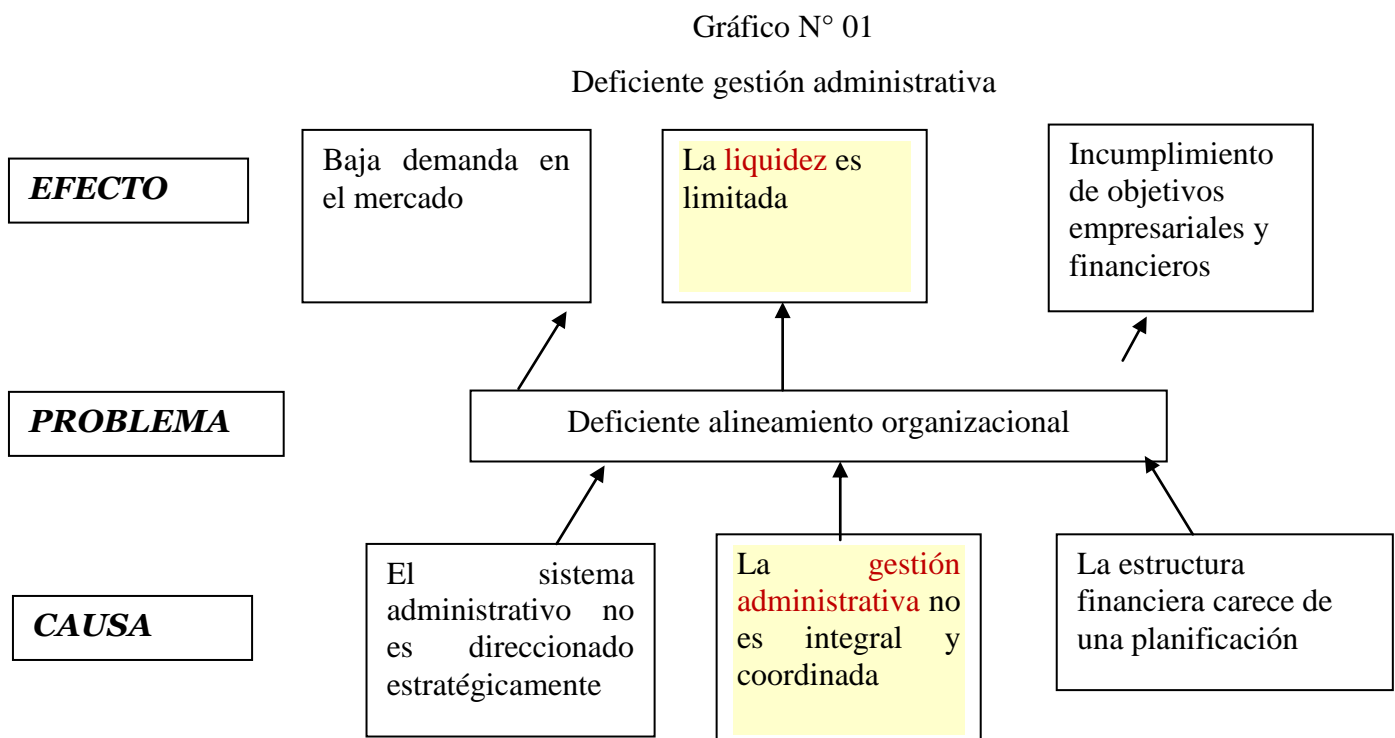 Gráfico N° 01
Deficiente gestión administrativa
EFECTO
Baja demanda en
el mercado
La liquidez es
limitada
Incumplimiento
de objetivos
empresariales y
financieros
PROBLEMA
Deficiente alineamiento organizacional
CAUSA
El sistema
administrativo no
es direccionado
estratégicamente
La gestión
administrativa no
es integral y
coordinada
La estructura
financiera carece de
una planificación